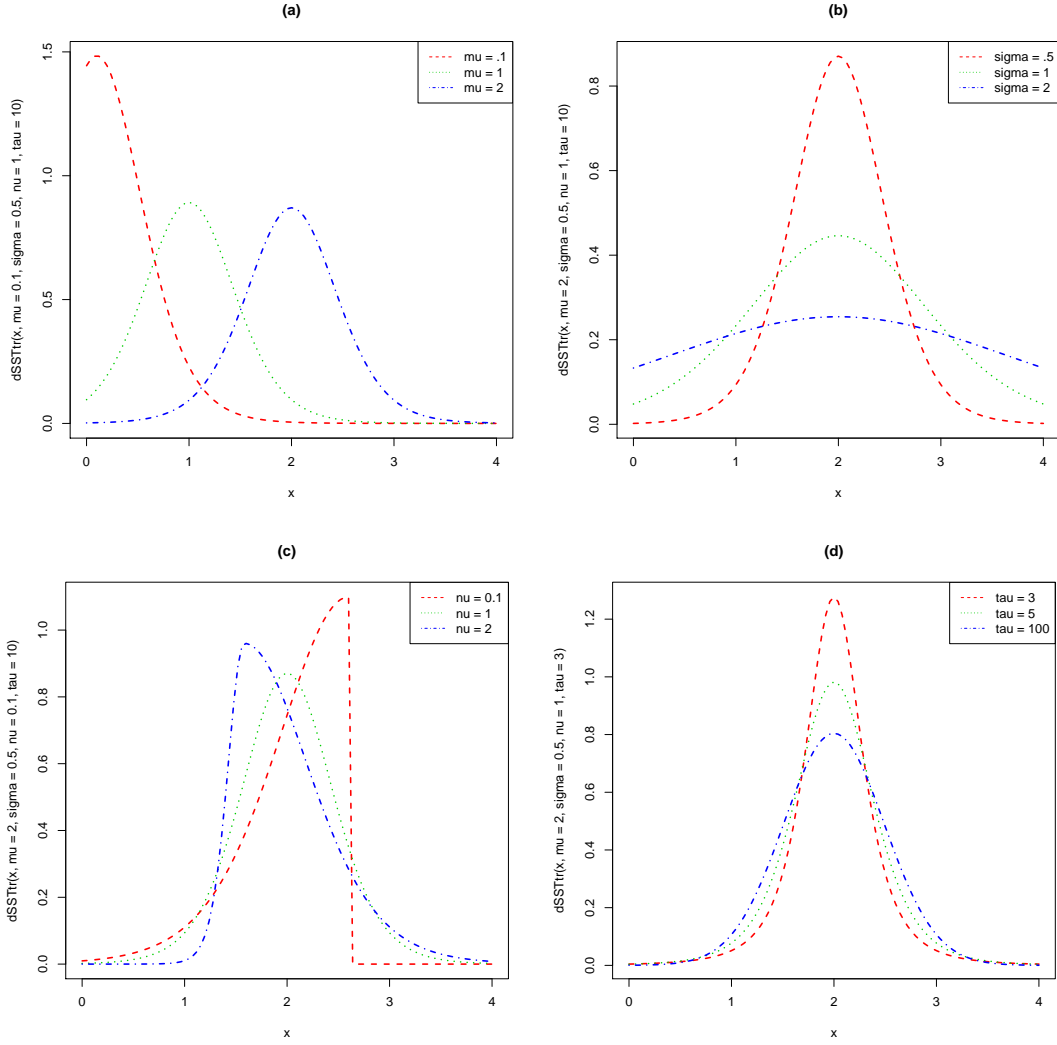 (a)
dSSTtr(x, mu = 0.1, sigma = 0.5, nu = 1, tau = 10)
1.5
1.0
0.5
0.0
mu = .1
mu = 1
mu = 2
0 1 2 3 4
x
(b)
dSSTtr(x, mu = 2, sigma = 0.5, nu = 1, tau = 10)
0.8
0.6
0.4
0.2
0.0
sigma = .5
sigma = 1
sigma = 2
0 1 2 3 4
x
(c)
dSSTtr(x, mu = 2, sigma = 0.5, nu = 0.1, tau = 10)
1.0
0.8
0.6
0.4
0.2
0.0
nu = 0.1
nu = 1
nu = 2
0 1 2 3 4
x
(d)
dSSTtr(x, mu = 2, sigma = 0.5, nu = 1, tau = 3)
1.2
1.0
0.8
0.6
0.4
0.2
0.0
tau = 3
tau = 5
tau = 100
0 1 2 3 4
x